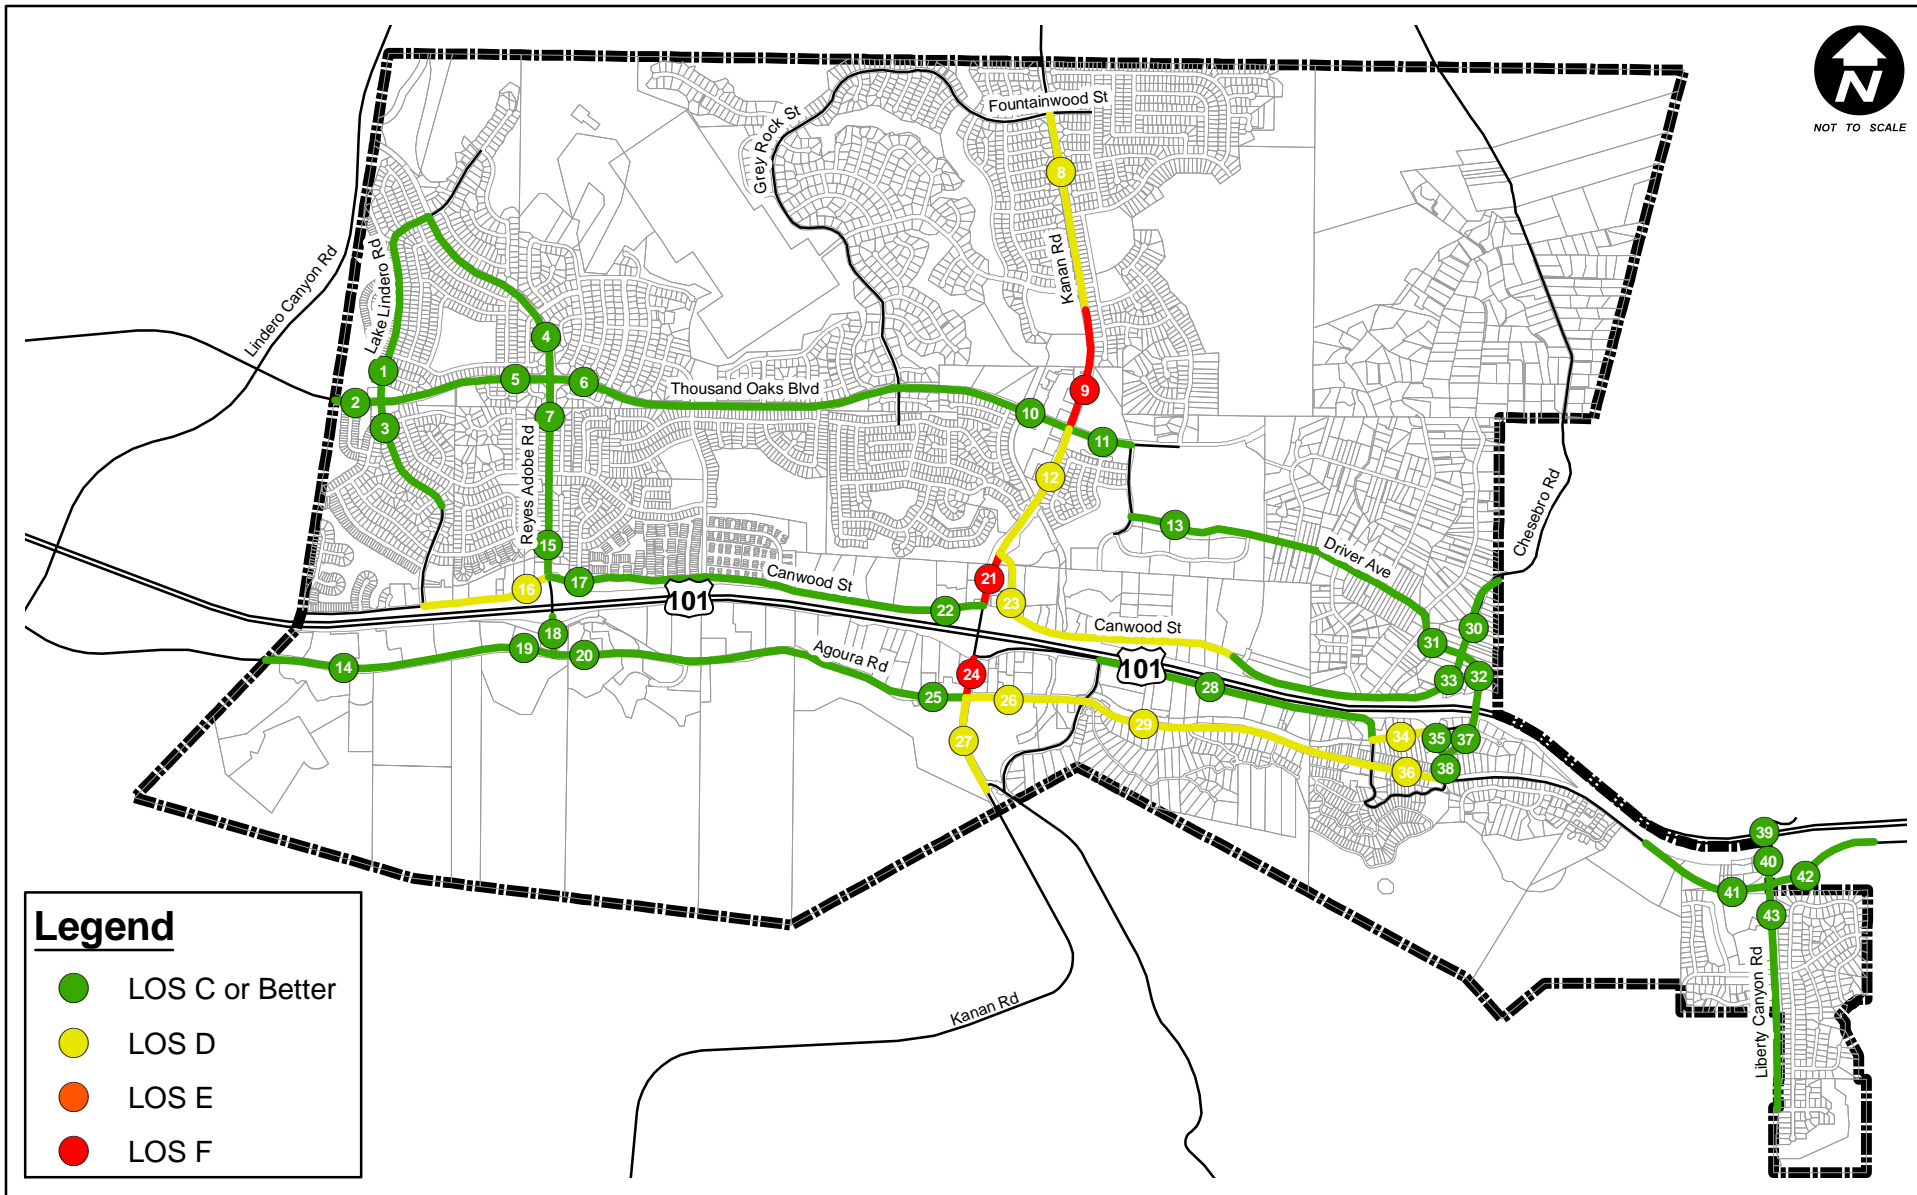 N
NOT TO SCALE
Fountainwood St
Grey Rock St
8
Kanan Rd
Lindero Canyon Rd
Lake Lindero Rd
4
1
5
6
Thousand Oaks Blvd
9
2
10
3
7
11
Reyes Adobe Rd
12
Chesebro Rd
13
15
Driver Ave
16
17
Canwood St
101
21
22
23
Canwood St
18
19
20
14
Agoura Rd
30
31
33
32
101
24
28
25
26
27
29
34
35
37
36
38
39
40
41
42
43
Liberty Canyon Rd
Kanan Rd
Legend
LOS C or Better
LOS D
LOS E
LOS F